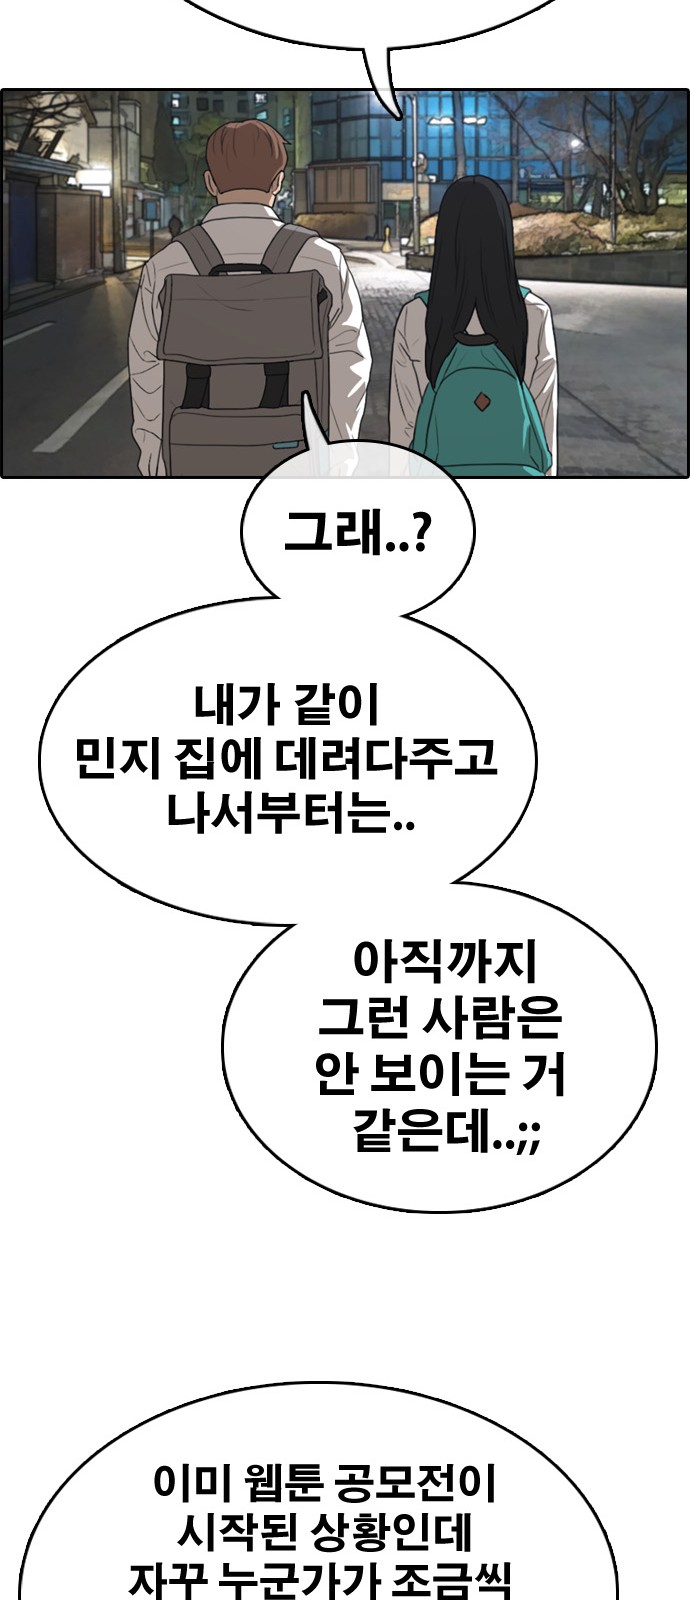 그래..?
내가 같이
민지 집에 데려다주고
나서부터는..
아직까지
그런 사람은
안 보이는 거
같은데..;;
이미 웹툰 공모전이
시작된 상황인데
자꾸 누군가가 조금씩